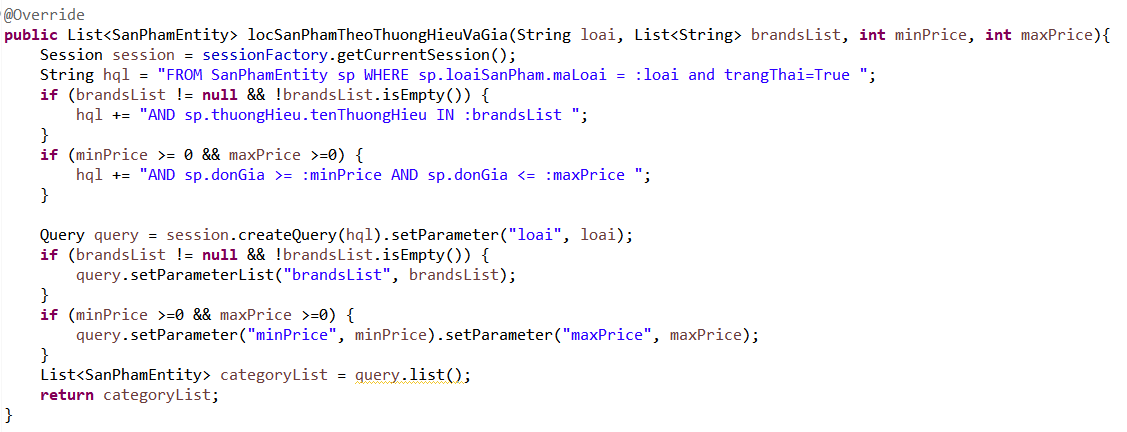 @Override
public List<SanPhamEntity> locSanPhamTheoThuongHieuVaGia(String loai, List<String> brandsList, int minPrice, int maxPrice){
    Session session = sessionFactory.getCurrentSession();
    String hql = "FROM SanPhamEntity sp WHERE sp.loaiSanPham.maLoai = :loai and trangThai=True ";
    if (brandsList != null && !brandsList.isEmpty()) {
        hql += "AND sp.thuongHieu.tenThuongHieu IN :brandsList ";
    }
    if (minPrice >= 0 && maxPrice >=0) {
        hql += "AND sp.donGia >= :minPrice AND sp.donGia <= :maxPrice ";
    }

    Query query = session.createQuery(hql).setParameter("loai", loai);
    if (brandsList != null && !brandsList.isEmpty()) {
        query.setParameterList("brandsList", brandsList);
    }
    if (minPrice >=0 && maxPrice >=0) {
        query.setParameter("minPrice", minPrice).setParameter("maxPrice", maxPrice);
    }
    List<SanPhamEntity> categoryList = query.list();
    return categoryList;
}